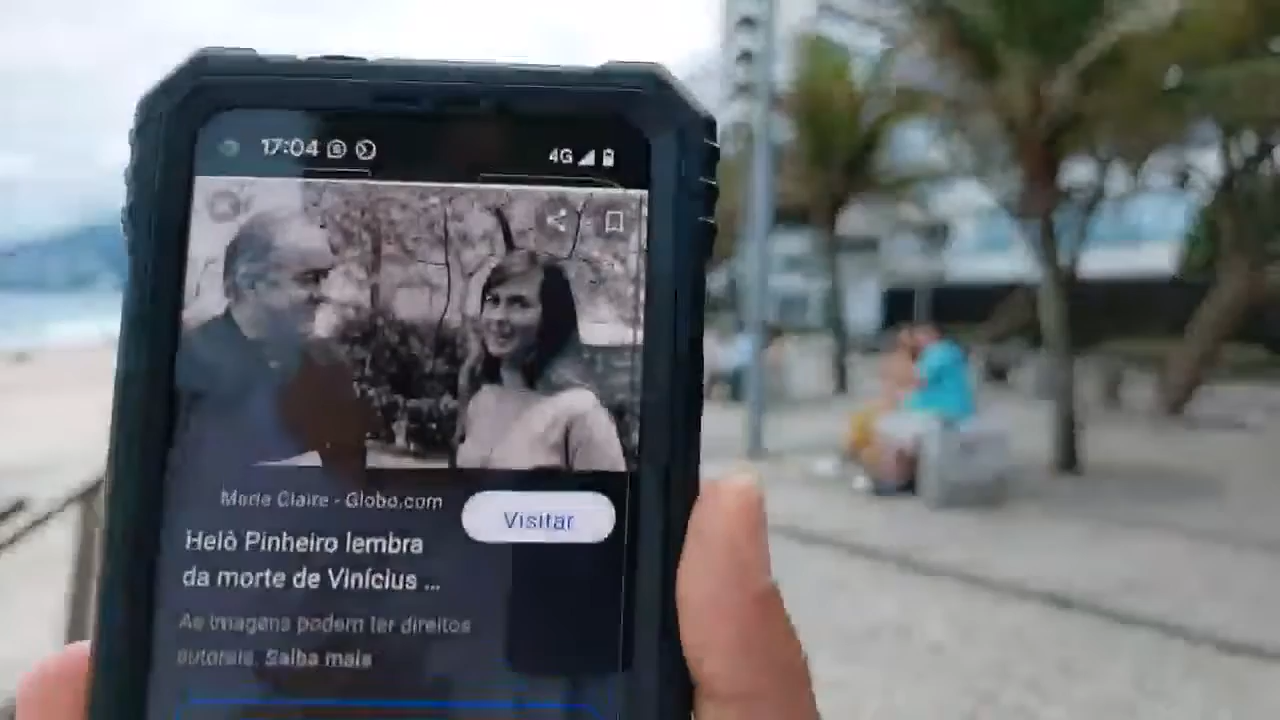 17:04
4G
Marie Claire - Globo.com
Visitar
Helô Pinheiro lembra
da morte de Vinícius ...
As imagens podem ter direitos
autorais. Saiba mais